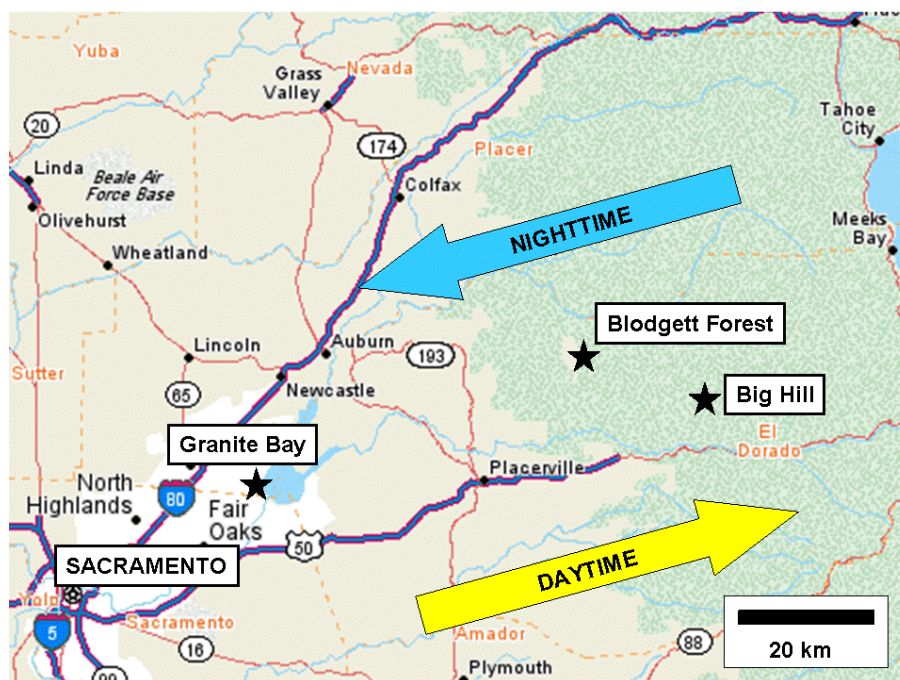 Yuba
Nevada
Grass
Valley
20
174
Placer
Tahoe
City
Linda
Beale Air
Force Base
Colfax
Olivehurst
NIGHTTIME
Meeks
Bay
Wheatland
Blodgett Forest
Lincoln
Auburn
193
Sutter
Newcastle
65
Big Hill
Granite Bay
El
Dorado
Placerville
North
Highlands
80
Fair
Oaks
50
SACRAMENTO
DAYTIME
Yolo
5
Sacramento
16
Amador
88
20 km
Plymouth
99